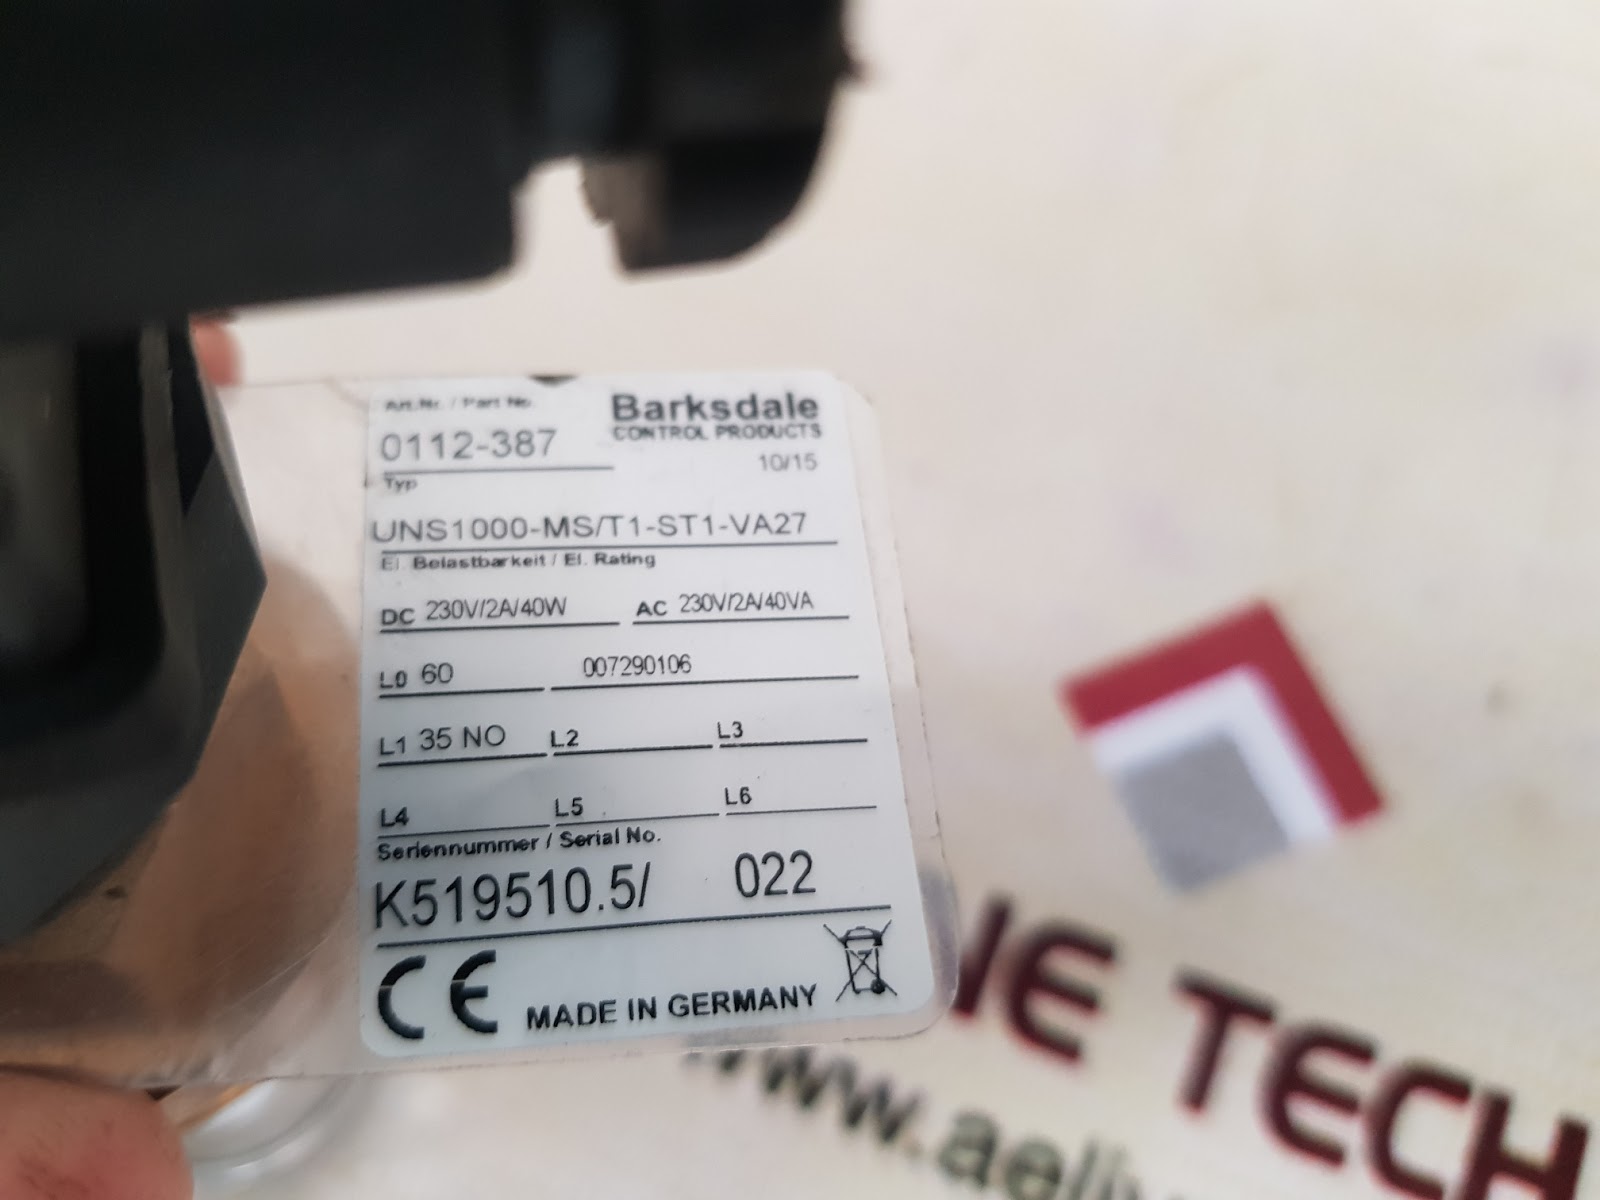 Art.Nr. / Part No.
Barksdale
CONTROL PRODUCTS
0112-387
10/15
Typ
UNS1000-MS/T1-ST1-VA27
El. Belastbarkeit / El. Rating
DC 230V/2A/40W AC 230V/2A/40VA
L0 60 007290106
L1 35 NO L2 L3
L4 L5 L6
Seriennummer / Serial No.
K519510.5/ 022
CE MADE IN GERMANY
NE TECH
www.aeliy